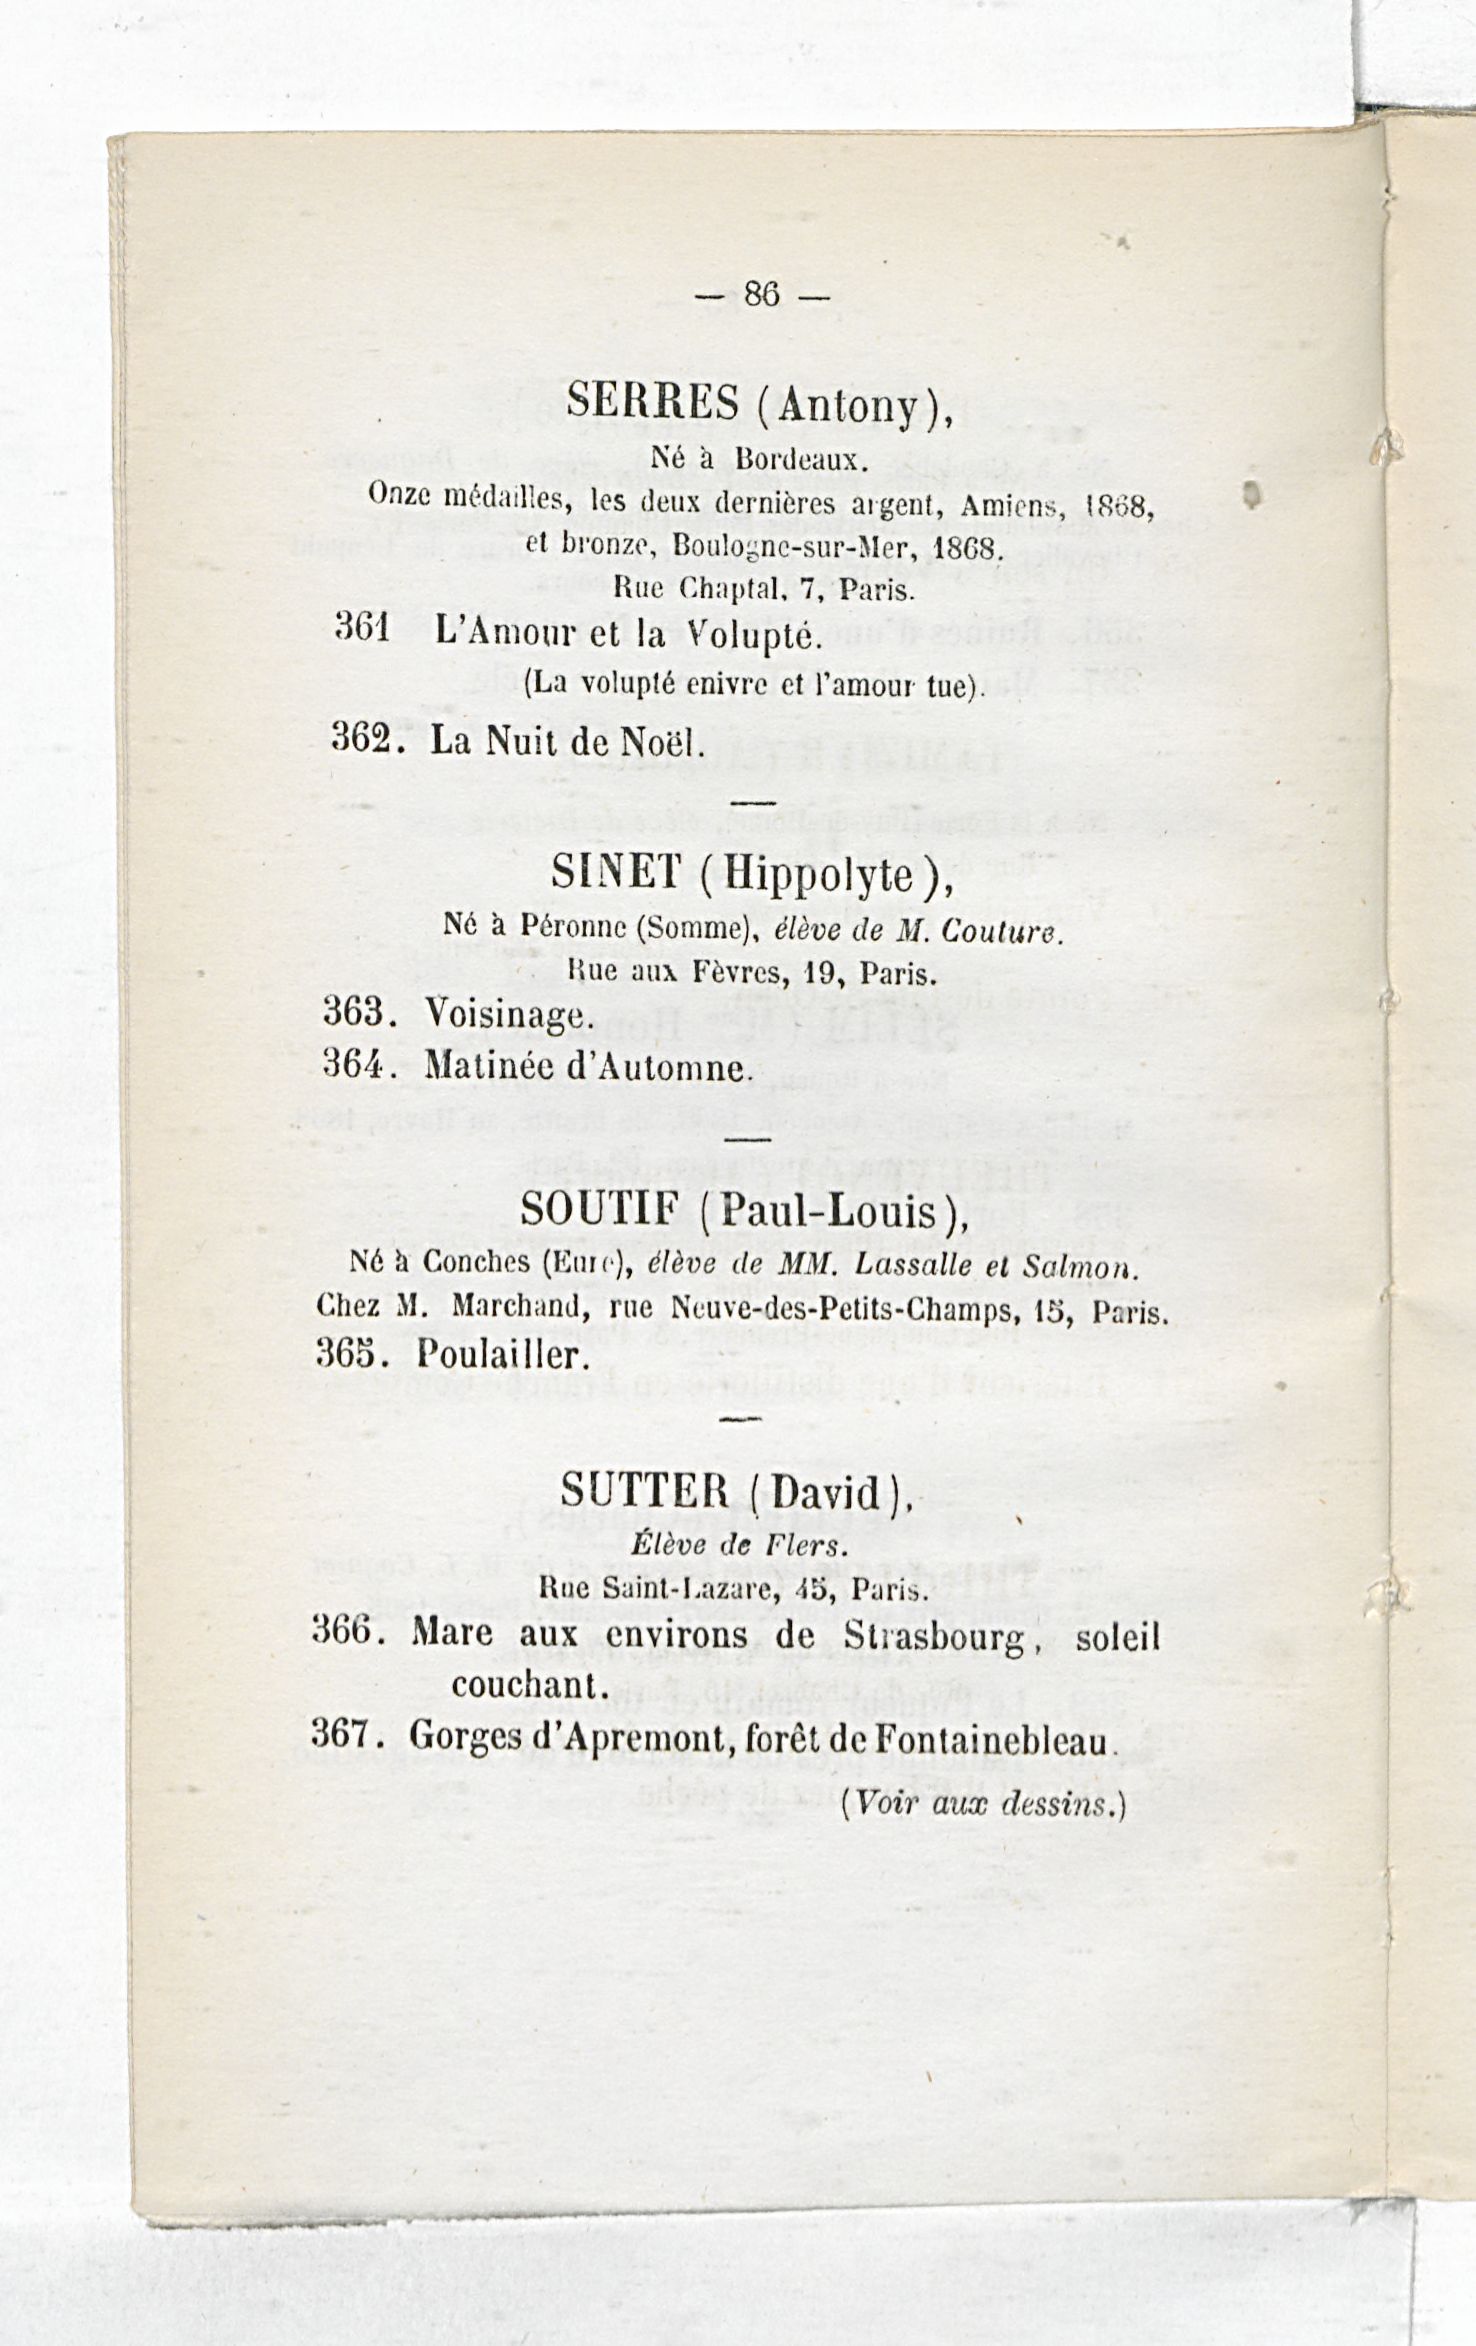 — 86 —
SERRES (Antony),
Né à Bordeaux.
Onze médailles, les deux dernières argent, Amiens, 1868,
et bronze, Boulogne-sur-Mer, 1868.
Rue Chaptal, 7, Paris.
361 L'Amour et la Volupté.
(La volupté enivre et l'amour tue).
362. La Nuit de Noël.
SINET (Hippolyte),
Né à Péronne (Somme), élève de M. Couture.
Rue aux Fèvres, 19, Paris.
363. Voisinage.
364. Matinée d'Automne.
SOUTIF (Paul-Louis),
Né à Conches (Eure), élève de MM. Lassalle et Salmon.
Chez M. Marchand, rue Neuve-des-Petits-Champs, 15, Paris.
365. Poulailler.
SUTTER (David),
Élève de Flers.
Rue Saint-Lazare, 45, Paris.
366. Mare aux environs de Strasbourg, soleil
couchant.
367. Gorges d'Apremont, forêt de Fontainebleau.
(Voir aux dessins.)